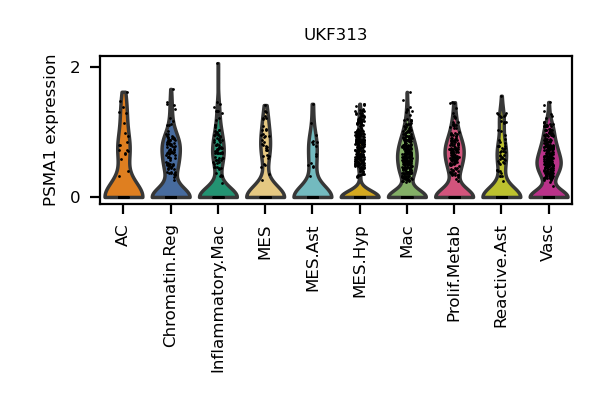 UKF313
PSMA1 expression
2
0
AC
Chromatin.Reg
Inflammatory.Mac
MES
MES.Ast
MES.Hyp
Mac
Prolif.Metab
Reactive.Ast
Vasc